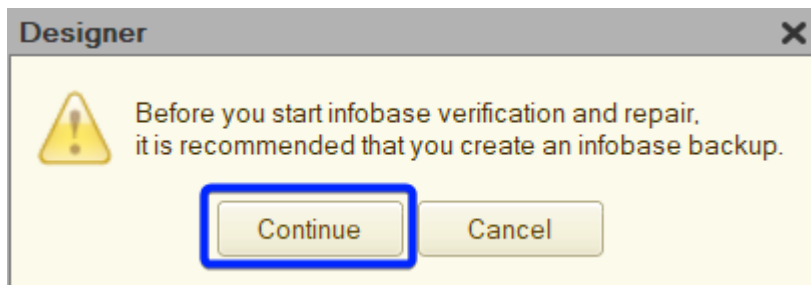 Designer
Before you start infobase verification and repair,
it is recommended that you create an infobase backup.
Continue
Cancel